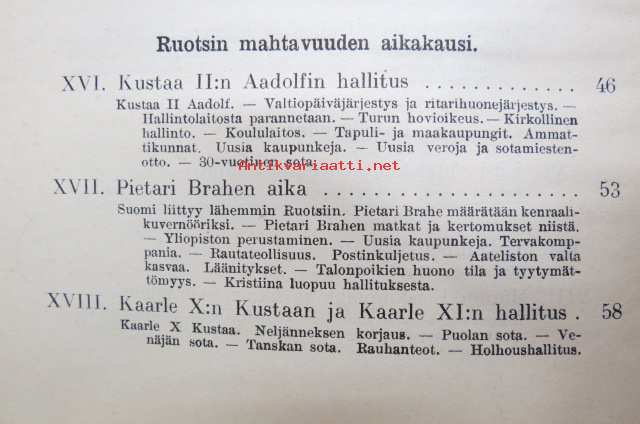 Ruotsin mahtavuuden aikakausi.
XVI. Kustaa II:n Aadolfin hallitus . . . . . . . . . . . . . 46
Kustaa II Aadolf. — Valtiopäiväjärjestys ja ritarihuonejärjestys. —
Hallintolaitosta parannetaan. — Turun hovioikeus. — Kirkollinen
hallinto. — Koululaitos. — Tapuli- ja maakaupungit. Ammat-
tikunnat. Uusia kaupunkeja. — Uusia veroja ja sotamiesten-
otto. — 30-vuotinen sota.
Antikvariaatti.net
XVII. Pietari Brahen aika . . . . . . . . . . . . . . . . . . . 53
Suomi liittyy lähemmin Ruotsiin. Pietari Brahe määrätään kenraali-
kuvernööriksi. — Pietari Brahen matkat ja kertomukset niistä.
— Yliopiston perustaminen. — Uusia kaupunkeja. Tervakomp-
pania. — Rautateollisuus. Postinkuljetus. — Aateliston valta
kasvaa. Läänitykset. — Talonpoikien huono tila ja tyytymät-
tömyys. — Kristiina luopuu hallituksesta.
XVIII. Kaarle X:n Kustaan ja Kaarle XI:n hallitus . 58
Kaarle X Kustaa. Neljänneksen korjaus. — Puolan sota. — Ve-
näjän sota. — Tanskan sota. Rauhanteot. — Holhoushallitus.